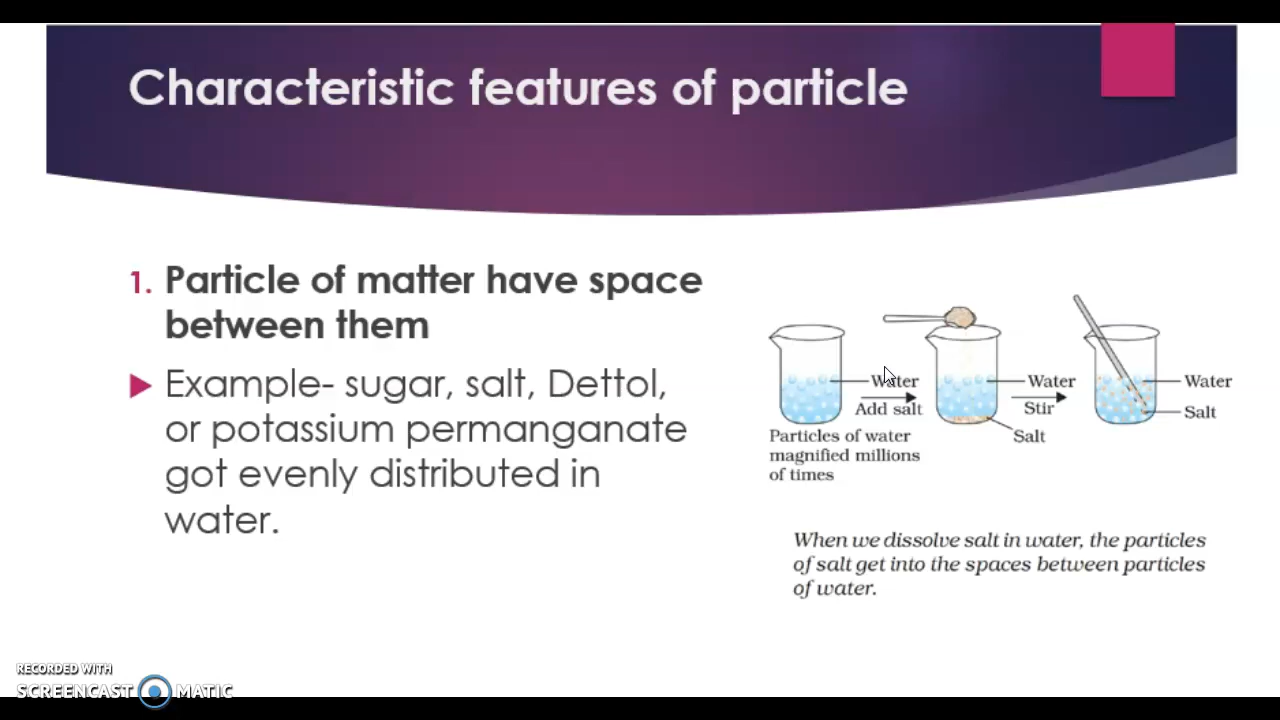 Characteristic features of particle
1. Particle of matter have space
between them
Example- sugar, salt, Dettol,
or potassium permanganate
got evenly distributed in
water.
Water
Add salt
Particles of water
magnified millions
of times
Water
Stir
Salt
Water
Salt
When we dissolve salt in water, the particles
of salt get into the spaces between particles
of water.
RECORDED WITH
SCREENCAST MATIC